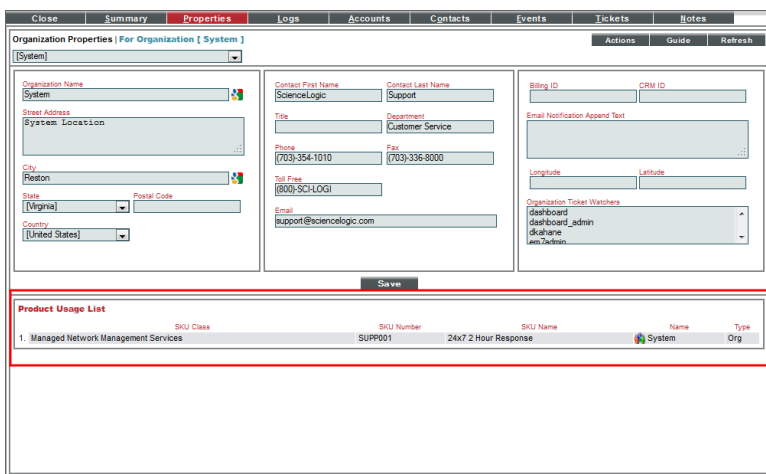 Close Summary Properties Logs Accounts Contacts Events Tickets Notes
Organization Properties | For Organization [ System ] Actions Guide Refresh
[System]
Organization Name
System
Street Address
System Location
City
Reston
State Postal Code
[Virginia]
Country
[United States]
Contact First Name Contact Last Name
ScienceLogic Support
Title Department
Customer Service
Phone Fax
(703)-354-1010 (703)-336-8000
Toll Free
(800)-SCI-LOGI
Email
support@sciencelogic.com
Billing ID CRM ID
Email Notification Append Text
Longitude Latitude
Organization Ticket Watchers
dashboard
dashboard_admin
dkahane
em7admin
Save
Product Usage List
SKU Class SKU Number SKU Name Name Type
1. Managed Network Management Services SUPP001 24x7 2 Hour Response System Org